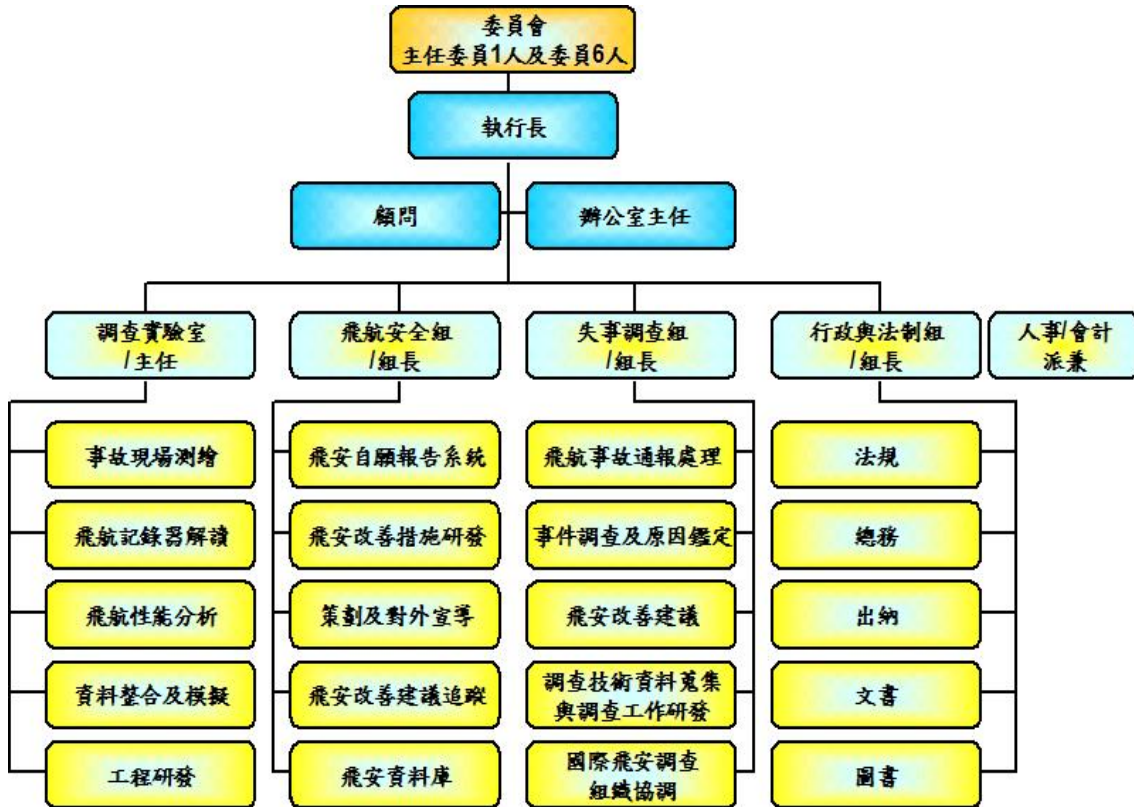 委員會
主任委員1人及委員6人
執行長
顧問
辦公室主任
調查實驗室
/主任
飛航安全組
/組長
失事調查組
/組長
行政與法制組
/組長
人事/會計
派兼
事故現場測繪
飛航記錄器解讀
飛航性能分析
資料整合及模擬
工程研發
飛安自願報告系統
飛安改善措施研發
策劃及對外宣導
飛安改善建議追蹤
飛安資料庫
飛航事故通報處理
事件調查及原因鑑定
飛安改善建議
調查技術資料蒐集
與調查工作研發
國際飛安調查
組織協調
法規
總務
出納
文書
圖書